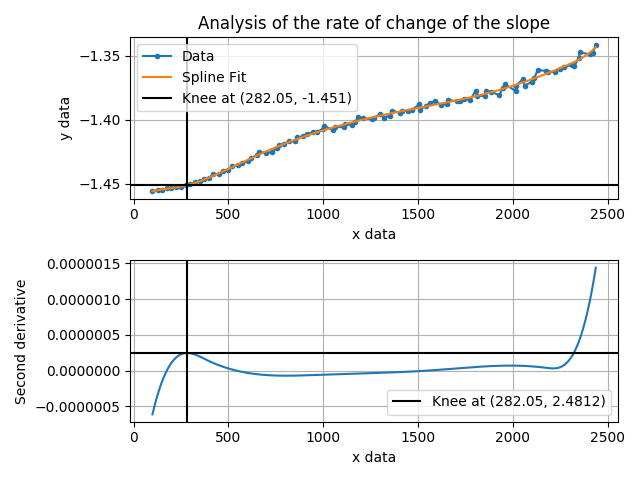 Analysis of the rate of change of the slope
Data
Spline Fit
Knee at (282.05, -1.451)
y data
−1.35
−1.40
−1.45
0 500 1000 1500 2000 2500
x data
Second derivative
0.0000015
0.0000010
0.0000005
0.0000000
−0.0000005
Knee at (282.05, 2.4812)
0 500 1000 1500 2000 2500
x data